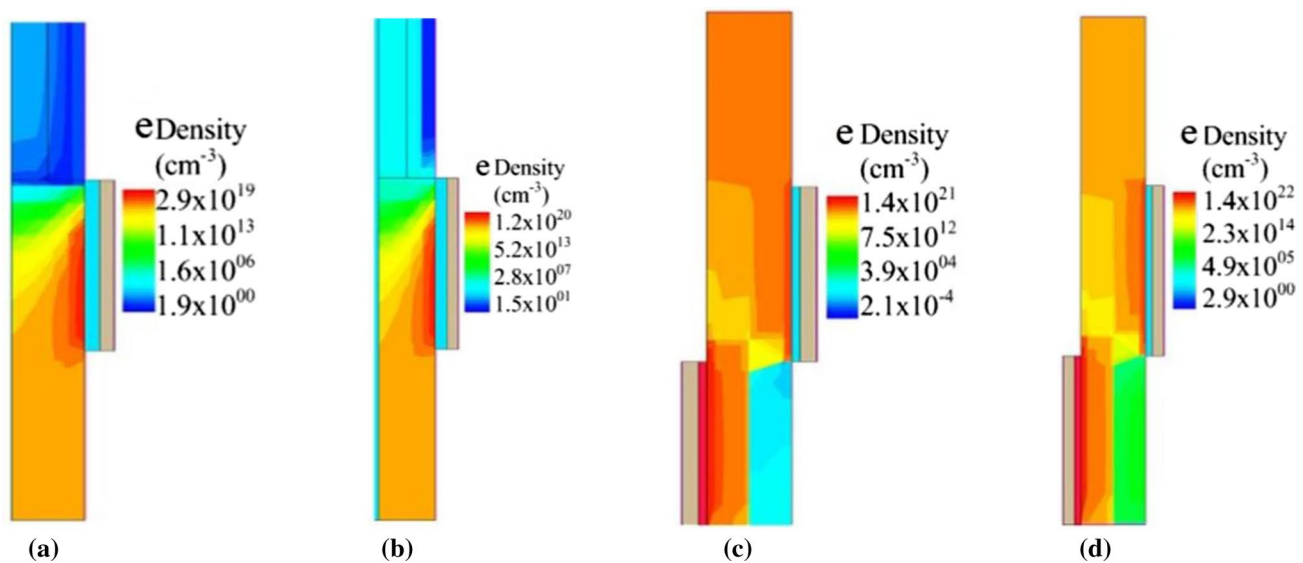 e Density
(cm⁻³)
2.9x10¹⁹
1.1x10¹³
1.6x10⁰⁶
1.9x10⁰⁰
(a)
e Density
(cm⁻³)
1.2x10²⁰
5.2x10¹³
2.8x10⁰⁷
1.5x10⁰¹
(b)
e Density
(cm⁻³)
1.4x10²¹
7.5x10¹²
3.9x10⁰⁴
2.1x10⁻⁴
(c)
e Density
(cm⁻³)
1.4x10²²
2.3x10¹⁴
4.9x10⁰⁵
2.9x10⁰⁰
(d)